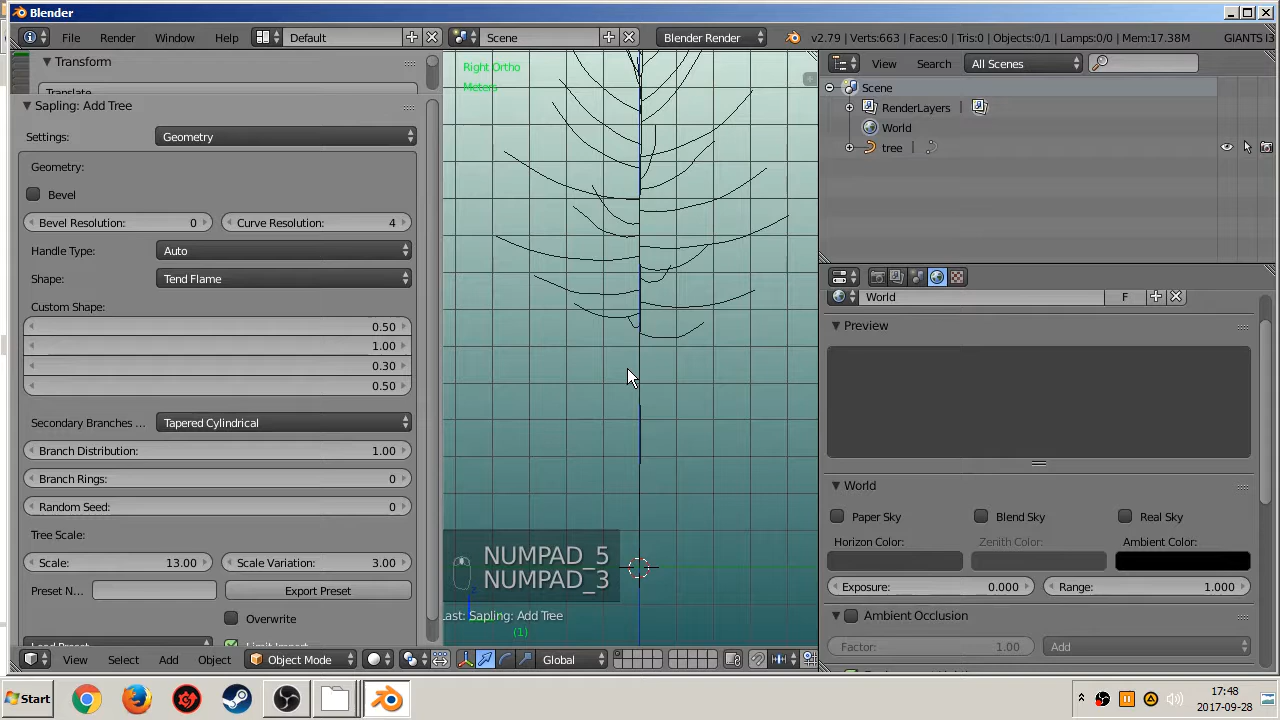 Blender
File Render Window Help Default Scene Blender Render v2.79 | Verts:663 | Faces:0 | Tris:0 | Objects:0/1 | Lamps:0/0 | Mem:17.38M GIANTS I3
Transform
Translate
Sapling: Add Tree
Settings: Geometry
Geometry:
Bevel
Bevel Resolution: 0 Curve Resolution: 4
Handle Type: Auto
Shape: Tend Flame
Custom Shape:
0.50
1.00
0.30
0.50
Secondary Branches ... Tapered Cylindrical
Branch Distribution: 1.00
Branch Rings: 0
Random Seed: 0
Tree Scale:
Scale: 13.00 Scale Variation: 3.00
Preset N... Export Preset
Overwrite
Load Preset Limit Import
Right Ortho
Meters
NUMPAD_5
NUMPAD_3
Last: Sapling: Add Tree
(1)
View Select Add Object Object Mode Global
View Search All Scenes
Scene
RenderLayers
World
tree
World F
Preview
World
Paper Sky Blend Sky Real Sky
Horizon Color: Zenith Color: Ambient Color:
Exposure: 0.000 Range: 1.000
Ambient Occlusion
Factor: 1.00 Add
Start
17:48
2017-09-28